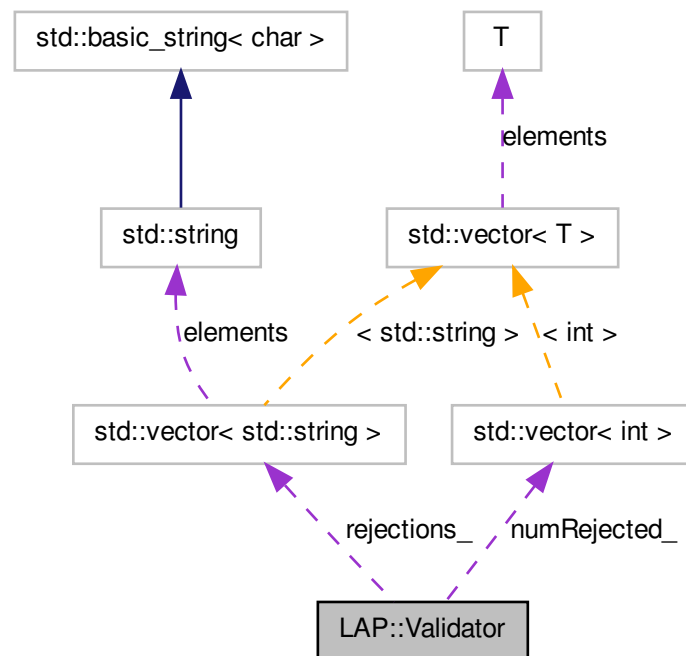 std::basic_string< char >
T
elements
std::string
std::vector< T >
elements
< std::string >
< int >
std::vector< std::string >
std::vector< int >
rejections_
numRejected_
LAP::Validator